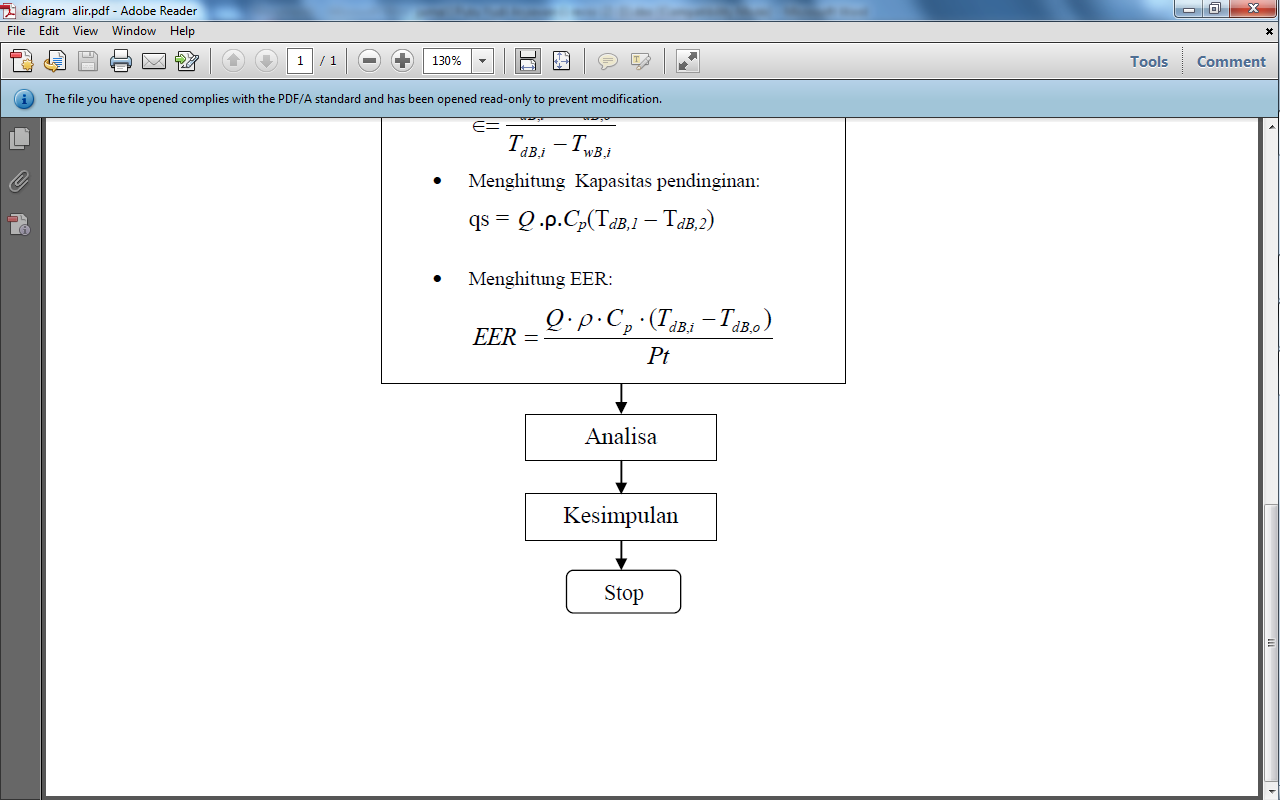 diagram alir.pdf - Adobe Reader
File Edit View Window Help
1 / 1 130% Tools Comment
The file you have opened complies with the PDF/A standard and has been opened read-only to prevent modification.
∈=
T_{dB,i} − T_{wB,i}
• Menghitung Kapasitas pendinginan:
qs = Q .ρ.C_p(T_{dB,1} – T_{dB,2})
• Menghitung EER:
EER = \frac{Q · ρ · C_p · (T_{dB,i} − T_{dB,o})}{Pt}
Analisa
Kesimpulan
Stop